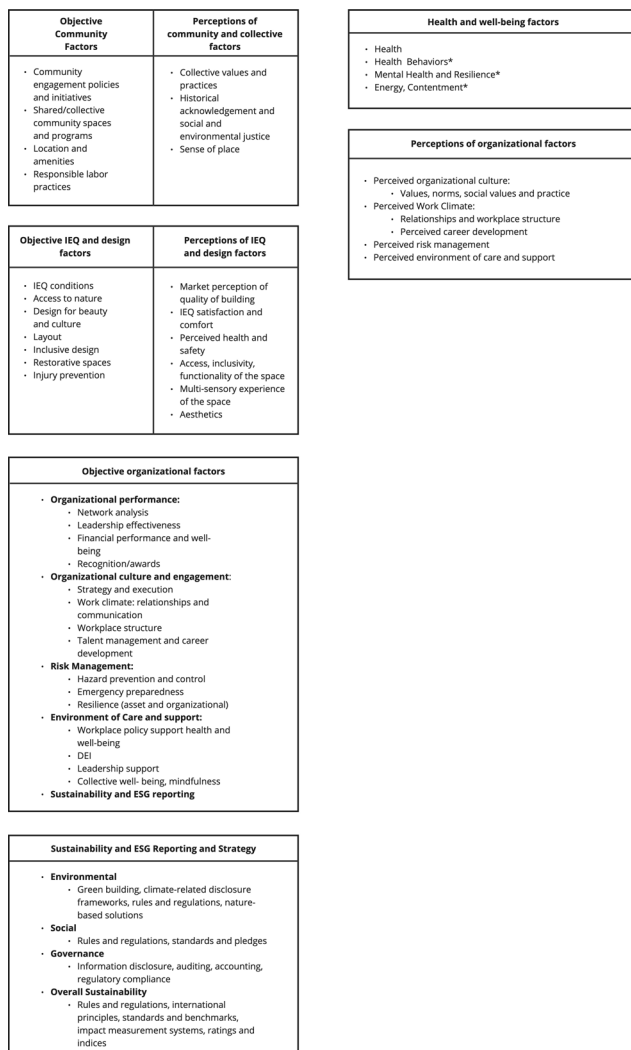 Objective
Community
Factors
Perceptions of
community and collective
factors
• Community
engagement policies
and initiatives
• Shared/collective
community spaces
and programs
• Location and
amenities
• Responsible labor
practices
• Collective values and
practices
• Historical
acknowledgement and
social and
environmental justice
• Sense of place
Objective IEQ and design
factors
Perceptions of IEQ
and design factors
• IEQ conditions
• Access to nature
• Design for beauty
and culture
• Layout
• Inclusive design
• Restorative spaces
• Injury prevention
• Market perception of
quality of building
• IEQ satisfaction and
comfort
• Perceived health and
safety
• Access, inclusivity,
functionality of the space
• Multi-sensory experience
of the space
• Aesthetics
Objective organizational factors
• Organizational performance:
• Network analysis
• Leadership effectiveness
• Financial performance and well-
being
• Recognition/awards
• Organizational culture and engagement:
• Strategy and execution
• Work climate: relationships and
communication
• Workplace structure
• Talent management and career
development
• Risk Management:
• Hazard prevention and control
• Emergency preparedness
• Resilience (asset and organizational)
• Environment of Care and support:
• Workplace policy support health and
well-being
• DEI
• Leadership support
• Collective well- being, mindfulness
• Sustainability and ESG reporting
Sustainability and ESG Reporting and Strategy
• Environmental
• Green building, climate-related disclosure
frameworks, rules and regulations, nature-
based solutions
• Social
• Rules and regulations, standards and pledges
• Governance
• Information disclosure, auditing, accounting,
regulatory compliance
• Overall Sustainability
• Rules and regulations, international
principles, standards and benchmarks,
impact measurement systems, ratings and
indices
Health and well-being factors
• Health
• Health Behaviors*
• Mental Health and Resilience*
• Energy, Contentment*
Perceptions of organizational factors
• Perceived organizational culture:
• Values, norms, social values and practice
• Perceived Work Climate:
• Relationships and workplace structure
• Perceived career development
• Perceived risk management
• Perceived environment of care and support